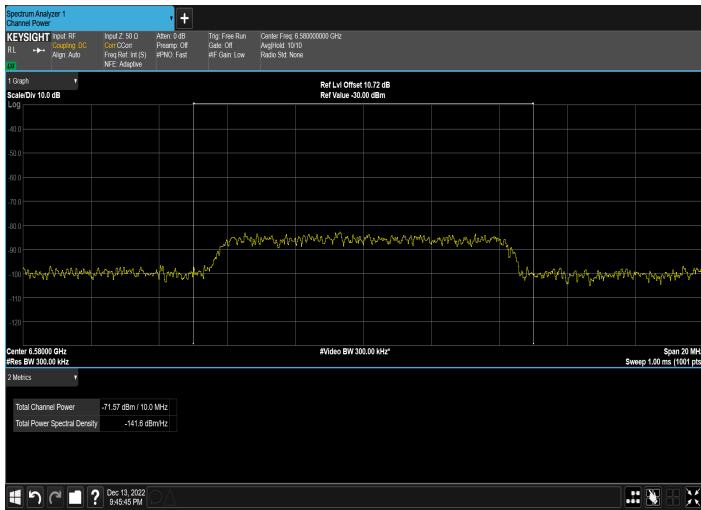 Spectrum Analyzer 1
Channel Power
+
KEYSIGHT Input: RF Input Z: 50 Ω Atten: 0 dB Trig: Free Run Center Freq: 6.580000000 GHz
RL Coupling: DC Corr CCorr Preamp: Off Gate: Off Avg|Hold: 10/10
Align: Auto Freq Ref: Int (S) #PNO: Fast #IF Gain: Low Radio Std: None
NFE: Adaptive
1 Graph
Ref Lvl Offset 10.72 dB
Scale/Div 10.0 dB Ref Value -30.00 dBm
Log
-40.0
-50.0
-60.0
-70.0
-80.0
-90.0
-100
-110
-120
Center 6.58000 GHz #Video BW 300.00 kHz* Span 20 MH
#Res BW 300.00 kHz Sweep 1.00 ms (1001 pts
2 Metrics
Total Channel Power -71.57 dBm / 10.0 MHz
Total Power Spectral Density -141.6 dBm/Hz
? Dec 13, 2022
9:45:45 PM